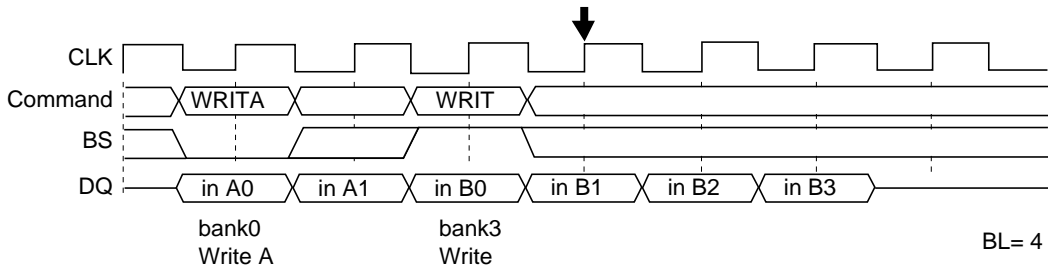 CLK
Command WRITA WRIT
BS
DQ in A0 in A1 in B0 in B1 in B2 in B3
bank0 bank3
Write A Write BL= 4